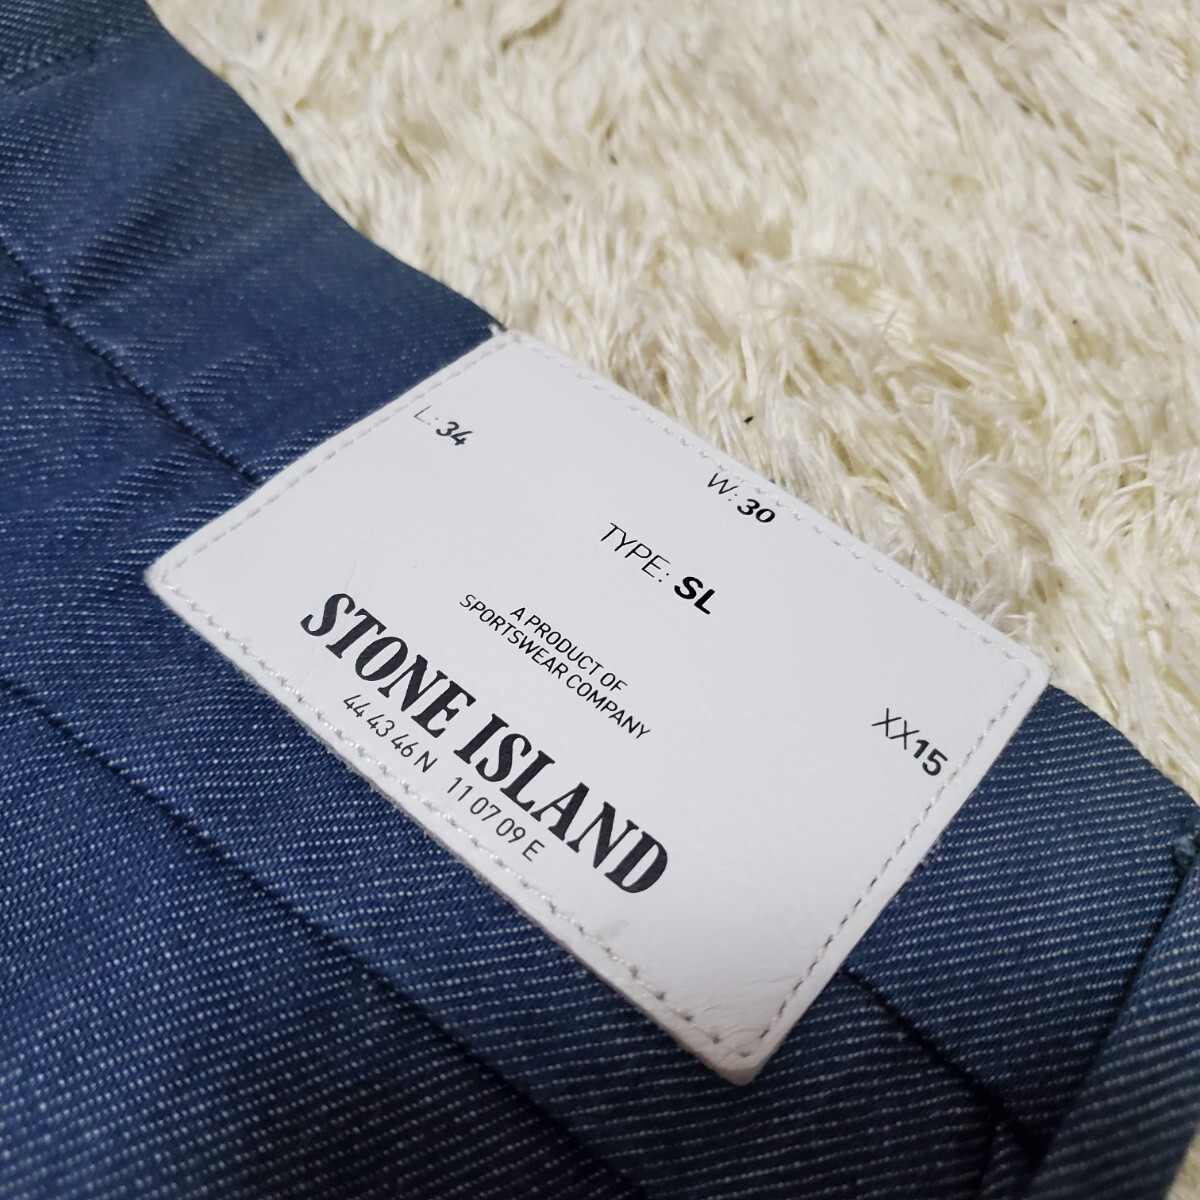 L: 34
W: 30
TYPE: SL
A PRODUCT OF
SPORTSWEAR COMPANY
XX15
STONE ISLAND
44 43 46 N 11 07 09 E